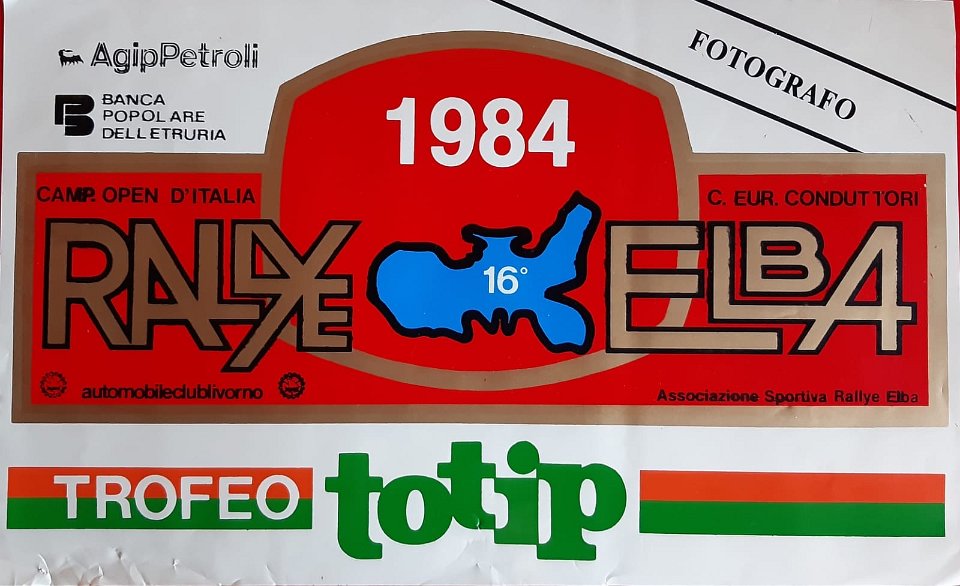 AgipPetroli
FOTOGRAFO
BANCA
POPOLARE
DELL ETRURIA
1984
CAMP. OPEN D'ITALIA
C. EUR. CONDUTTORI
RALLYE
16°
ELBA
automobileclublivorno
Associazione Sportiva Rallye Elba
TROFEO totip